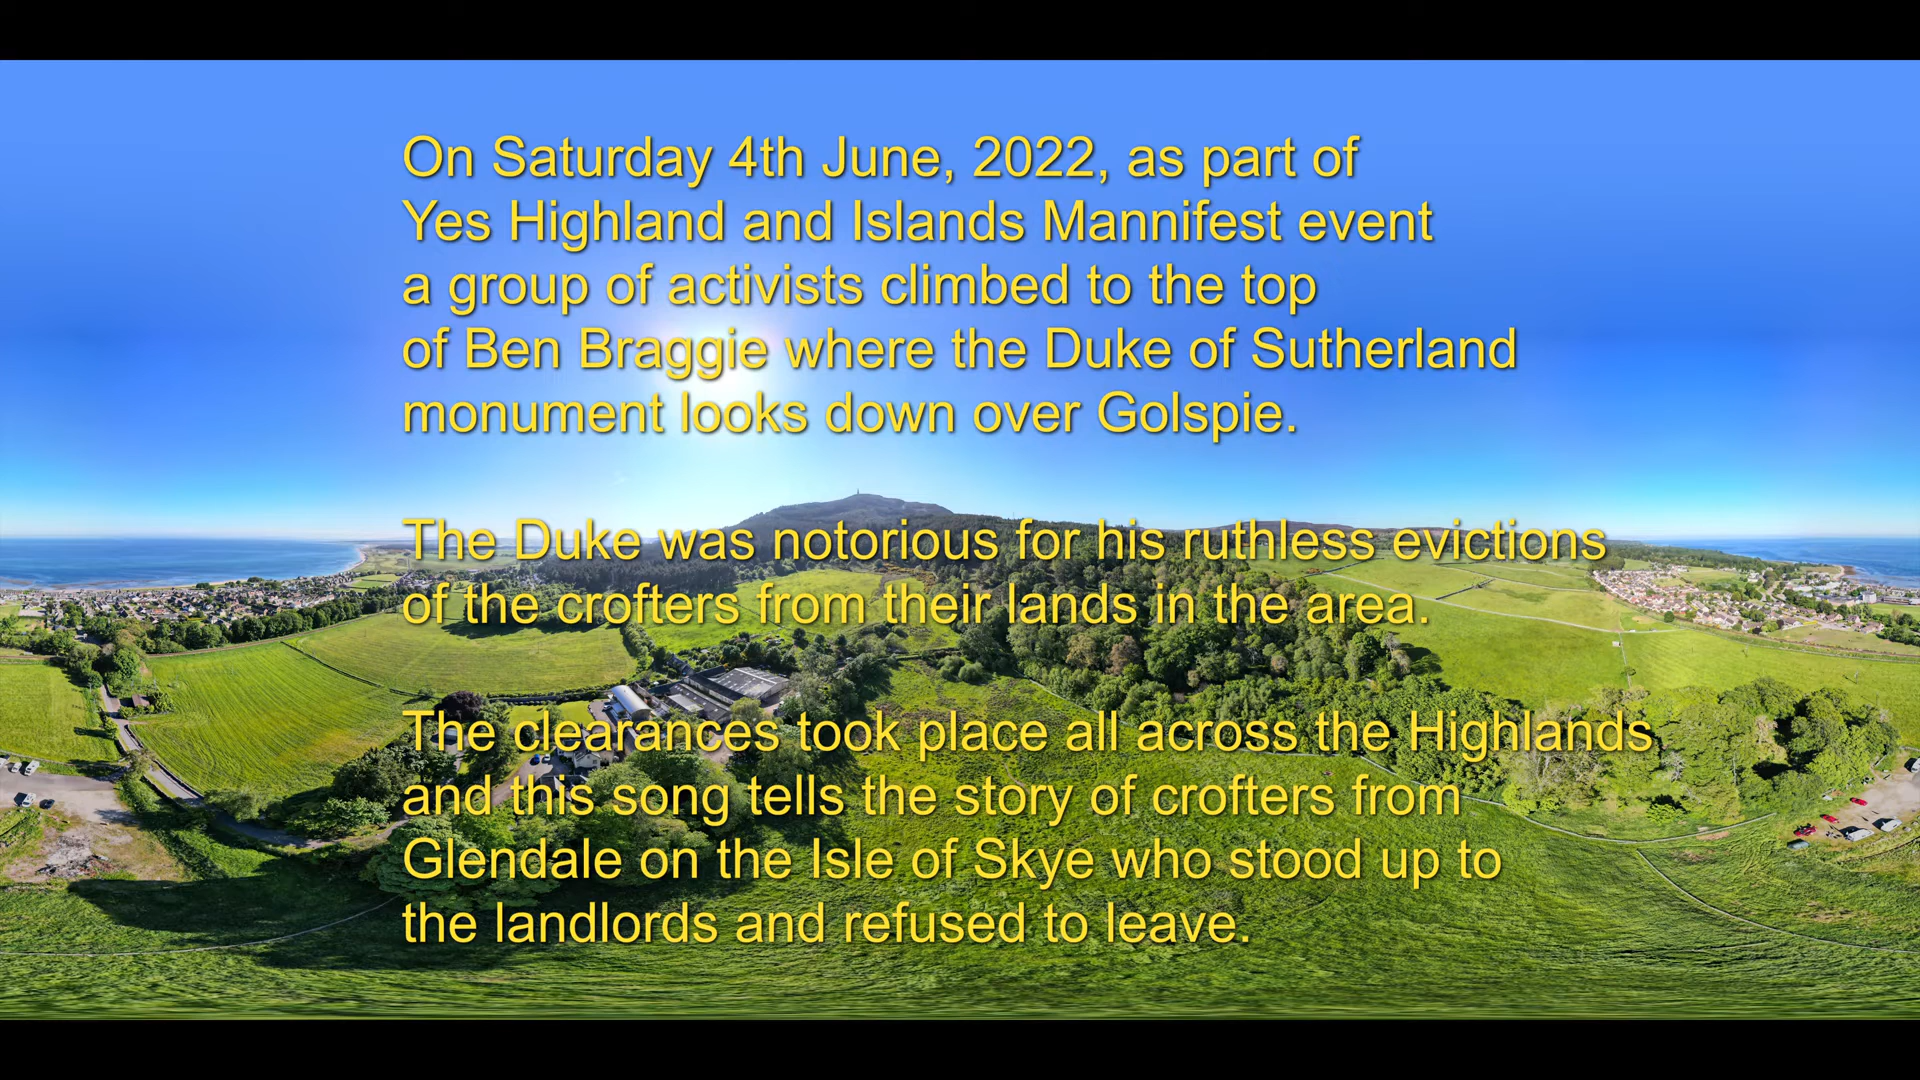 On Saturday 4th June, 2022, as part of
Yes Highland and Islands Mannifest event
a group of activists climbed to the top
of Ben Braggie where the Duke of Sutherland
monument looks down over Golspie.
The Duke was notorious for his ruthless evictions
of the crofters from their lands in the area.
The clearances took place all across the Highlands
and this song tells the story of crofters from
Glendale on the Isle of Skye who stood up to
the landlords and refused to leave.